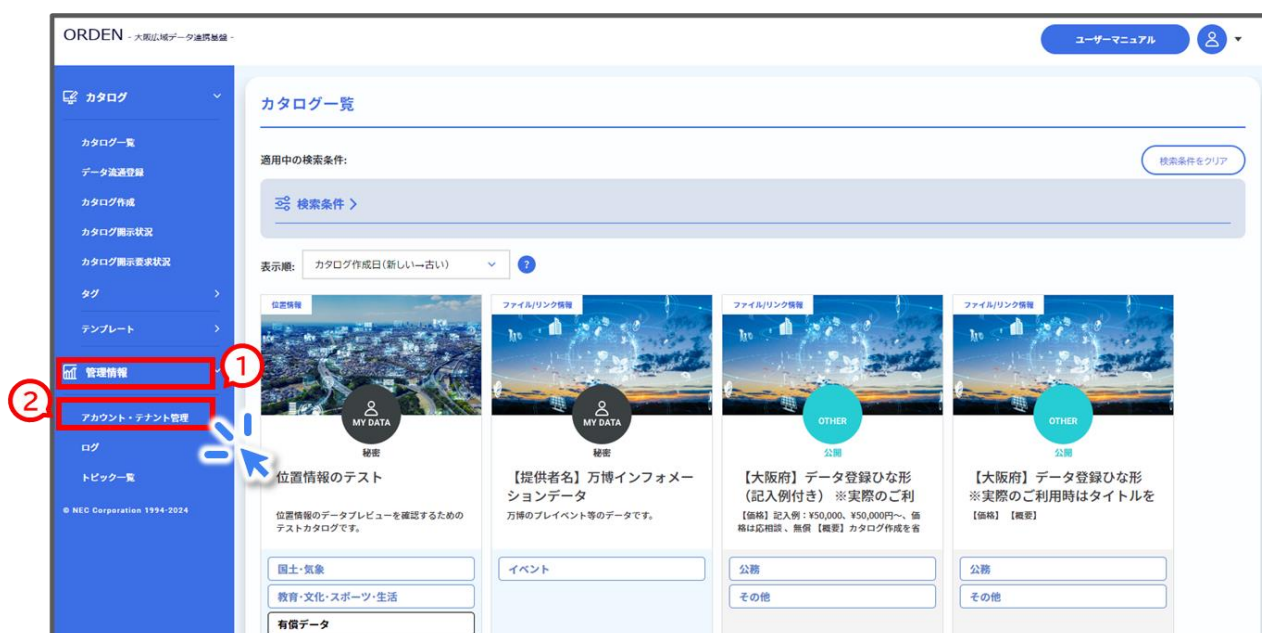 ORDEN - 大阪広域データ連携基盤 -
ユーザーマニュアル
カタログ
カタログ一覧
データ流通登録
カタログ作成
カタログ開示状況
カタログ開示要求状況
タグ
テンプレート
1
管理情報
2
アカウント・テナント管理
ログ
トピック一覧
© NEC Corporation 1994-2024
カタログ一覧
適用中の検索条件:
検索条件をクリア
検索条件
表示順:
カタログ作成日(新しい→古い)
?
位置情報
MY DATA
秘密
位置情報のテスト
位置情報のデータプレビューを確認するための
テストカタログです。
国土・気象
教育・文化・スポーツ・生活
有償データ
ファイル/リンク情報
MY DATA
秘密
【提供者名】万博インフォメー
ションデータ
万博のプレイベント等のデータです。
イベント
ファイル/リンク情報
OTHER
公開
【大阪府】データ登録ひな形
（記入例付き） ※実際のご利
【価格】記入例：¥50,000、¥50,000円～、価
格は応相談 、無償 【概要】カタログ作成を省
公務
その他
ファイル/リンク情報
OTHER
公開
【大阪府】データ登録ひな形
※実際のご利用時はタイトルを
【価格】 【概要】
公務
その他